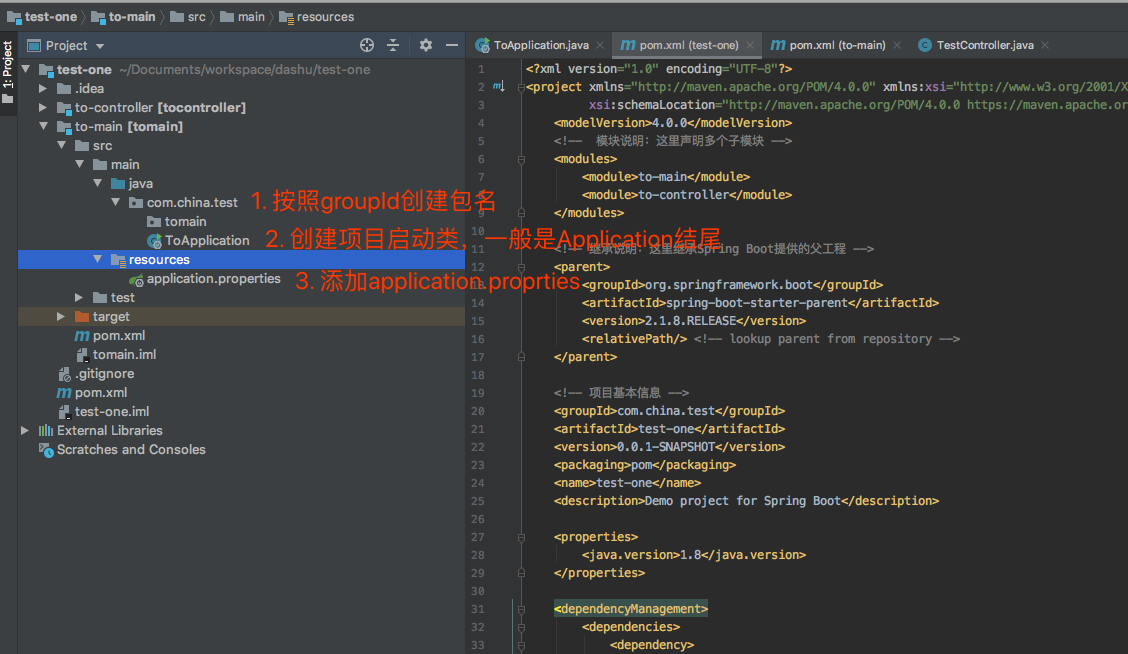 test-one to-main src main resources
1: Project
Project
ToApplication.java pom.xml (test-one) pom.xml (to-main) TestController.java
test-one ~/Documents/workspace/dashu/test-one
.idea
to-controller [tocontroller]
to-main [tomain]
src
main
java
com.china.test
1. 按照groupId创建包名
tomain
ToApplication
2. 创建项目启动类，一般是Application结尾
resources
application.properties
3. 添加application.proprties
test
target
pom.xml
tomain.iml
.gitignore
pom.xml
test-one.iml
External Libraries
Scratches and Consoles
1 <?xml version="1.0" encoding="UTF-8"?>
2 <project xmlns="http://maven.apache.org/POM/4.0.0" xmlns:xsi="http://www.w3.org/2001/X
3 xsi:schemaLocation="http://maven.apache.org/POM/4.0.0 https://maven.apache.or
4 <modelVersion>4.0.0</modelVersion>
5 <!-- 模块说明：这里声明多个子模块 -->
6 <modules>
7 <module>to-main</module>
8 <module>to-controller</module>
9 </modules>
10
11 <!-- 继承说明：这里继承Spring Boot提供的父工程 -->
12 <parent>
13 <groupId>org.springframework.boot</groupId>
14 <artifactId>spring-boot-starter-parent</artifactId>
15 <version>2.1.8.RELEASE</version>
16 <relativePath/> <!-- lookup parent from repository -->
17 </parent>
18
19 <!-- 项目基本信息 -->
20 <groupId>com.china.test</groupId>
21 <artifactId>test-one</artifactId>
22 <version>0.0.1-SNAPSHOT</version>
23 <packaging>pom</packaging>
24 <name>test-one</name>
25 <description>Demo project for Spring Boot</description>
26
27 <properties>
28 <java.version>1.8</java.version>
29 </properties>
30
31 <dependencyManagement>
32 <dependencies>
33 <dependency>